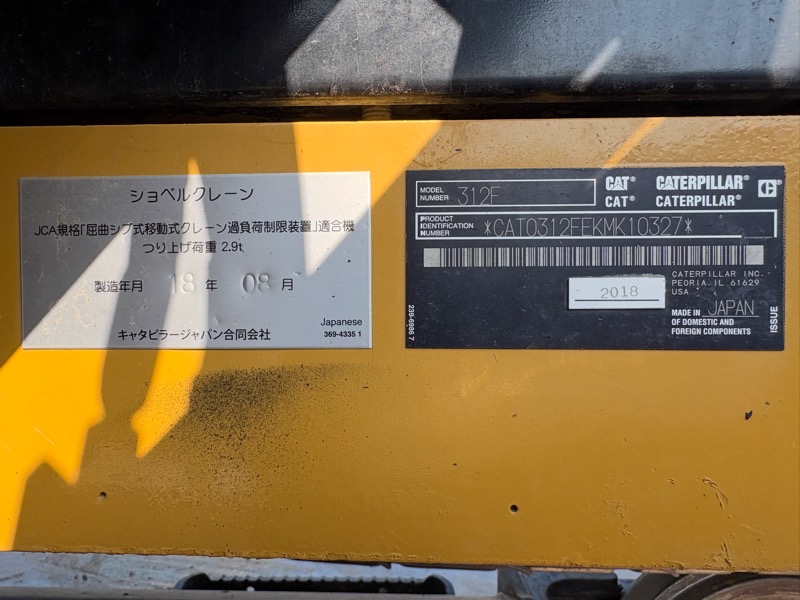 ショベルクレーン
JCA規格「屈曲ジブ式移動式クレーン過負荷制限装置」適合機
つり上げ荷重 2.9t
製造年月 18 年 08 月
キャタピラージャパン合同会社
Japanese
369-4335 1
MODEL NUMBER 312F
CAT® CATERPILLAR®
CAT® CATERPILLAR®
PRODUCT IDENTIFICATION NUMBER *CAT0312FEKMK10327*
CATERPILLAR INC.
PEORIA IL 61629
USA
2018
MADE IN JAPAN
OF DOMESTIC AND
FOREIGN COMPONENTS
ISSUE
239-6986 7